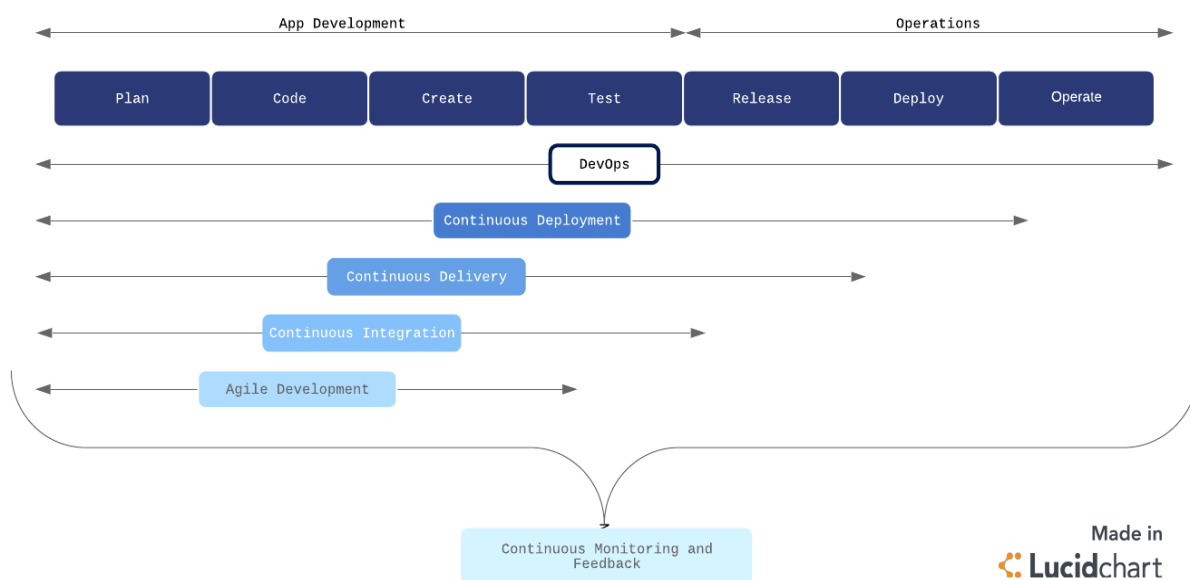 App Development
Operations
Plan
Code
Create
Test
Release
Deploy
Operate
DevOps
Continuous Deployment
Continuous Delivery
Continuous Integration
Agile Development
Continuous Monitoring and
Feedback
Made in
Lucidchart